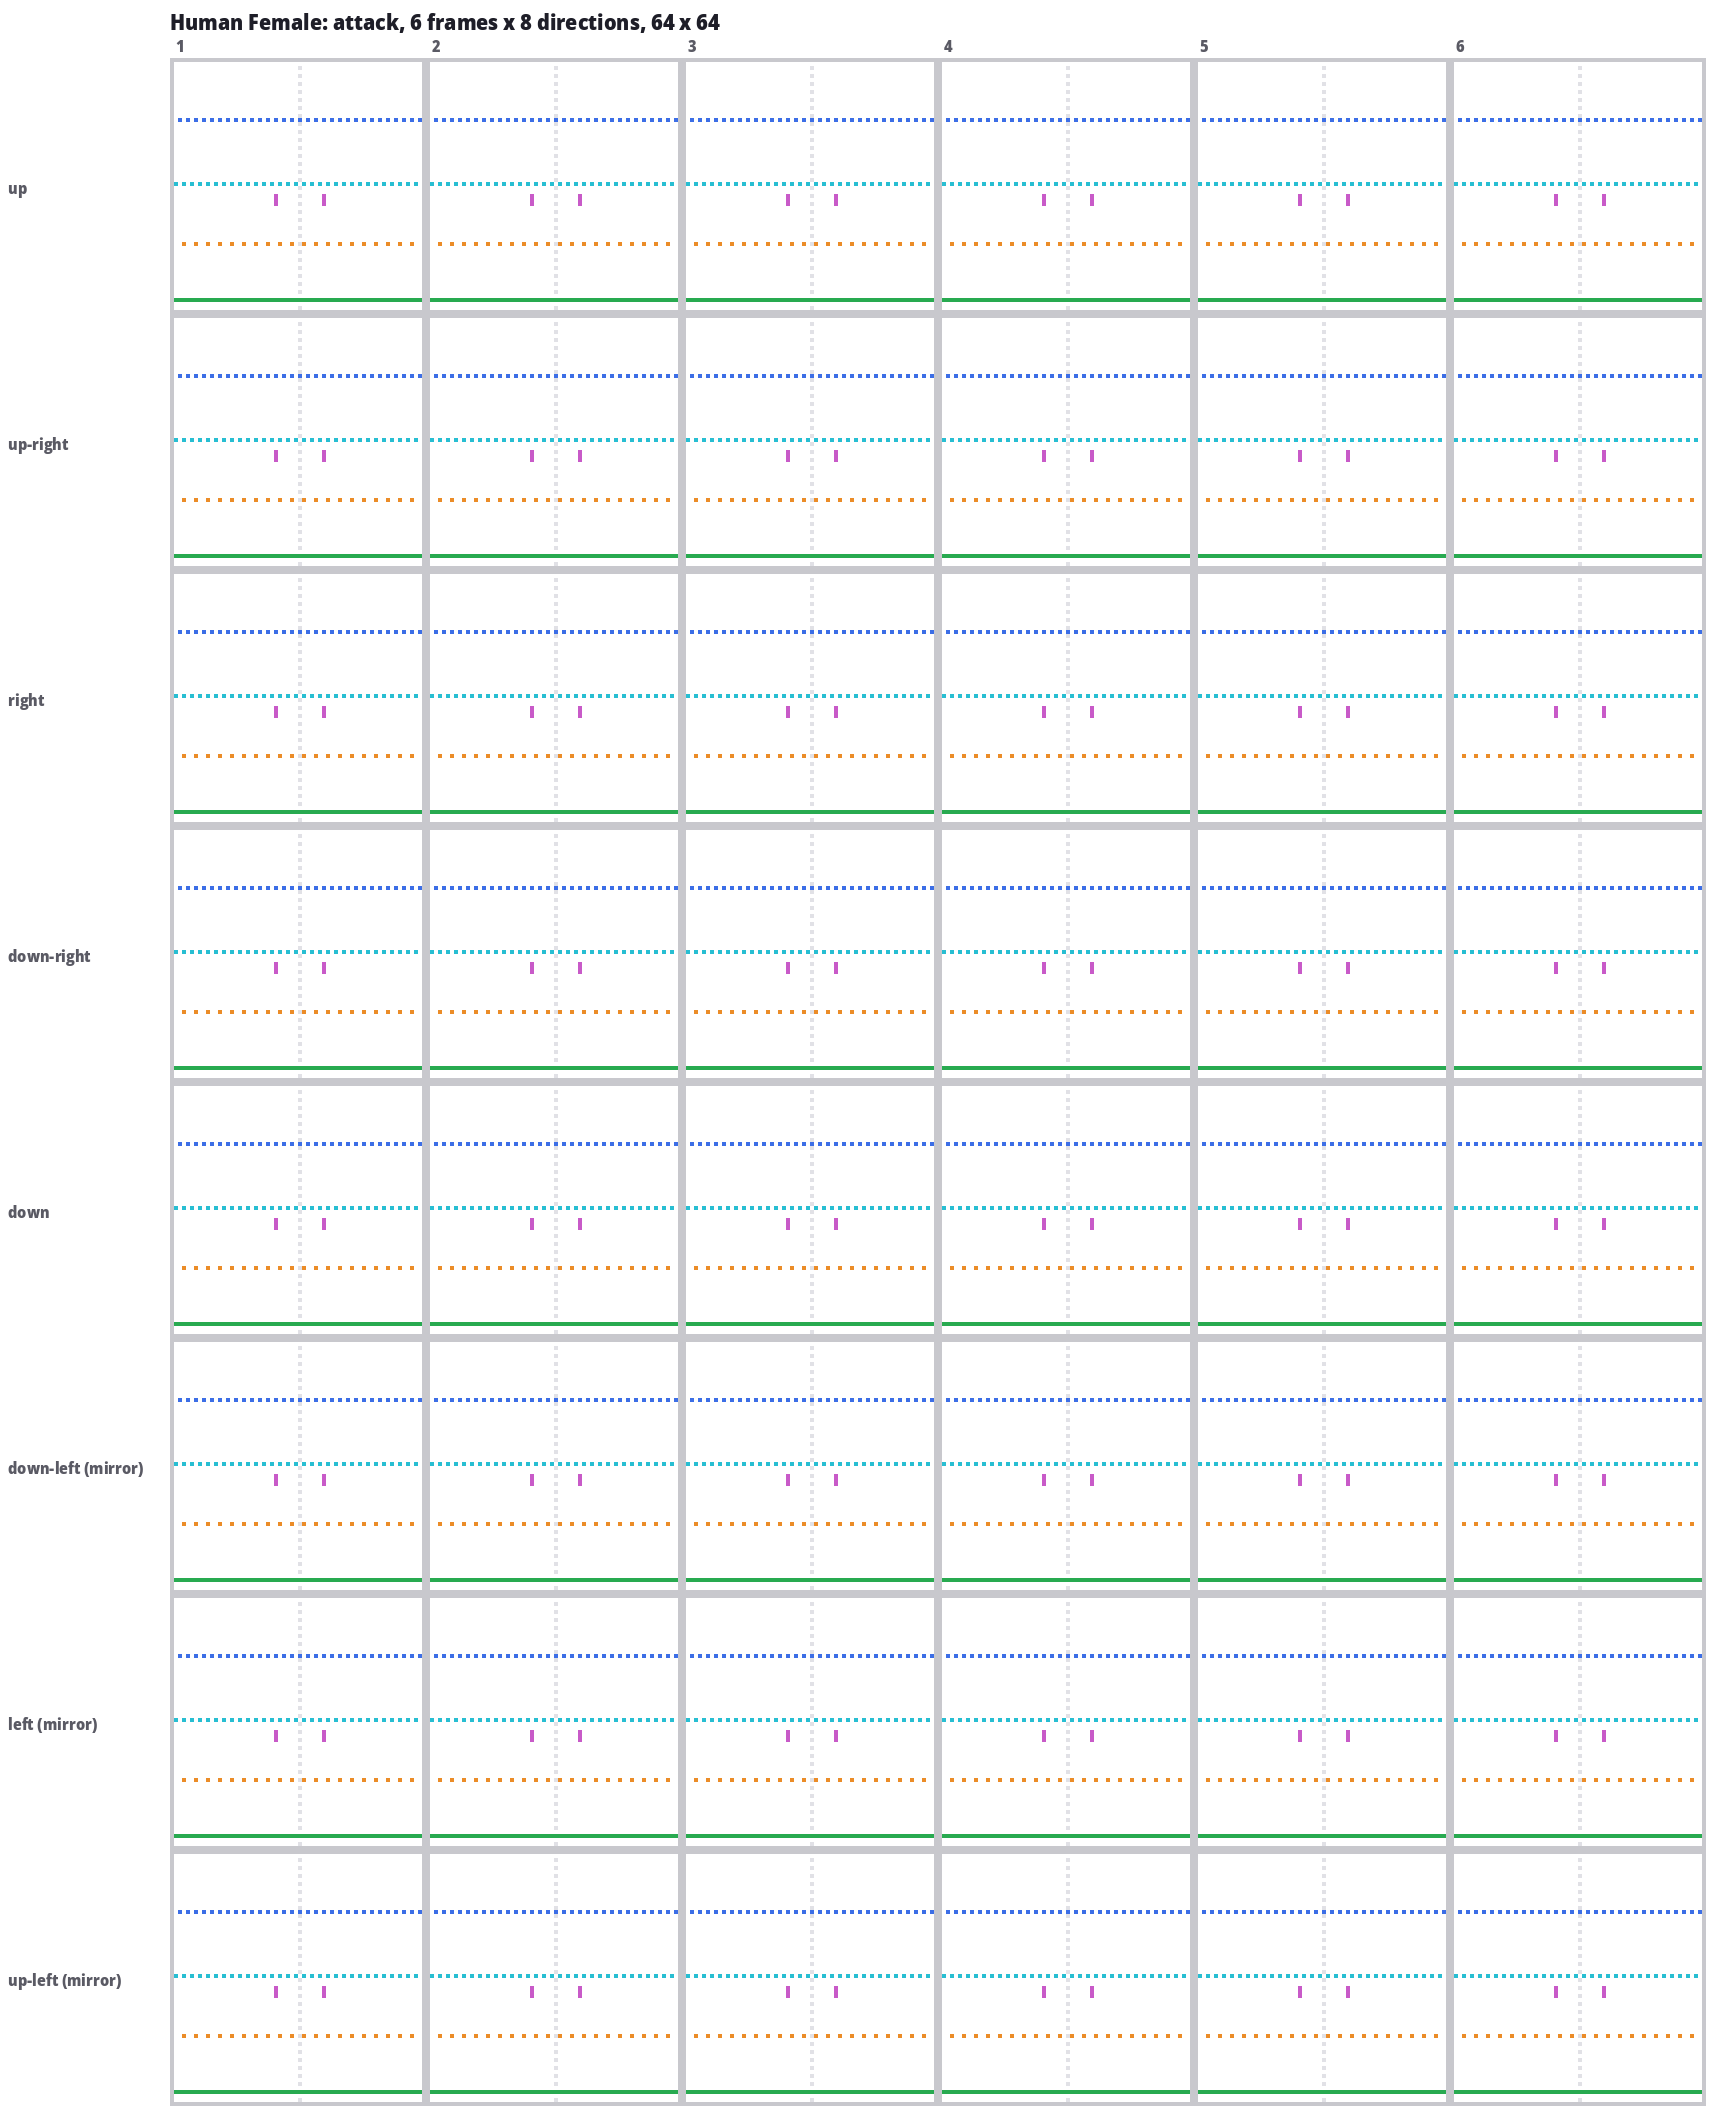 Human Female: attack, 6 frames x 8 directions, 64 x 64
1 2 3 4 5 6
up
up-right
right
down-right
down
down-left (mirror)
left (mirror)
up-left (mirror)